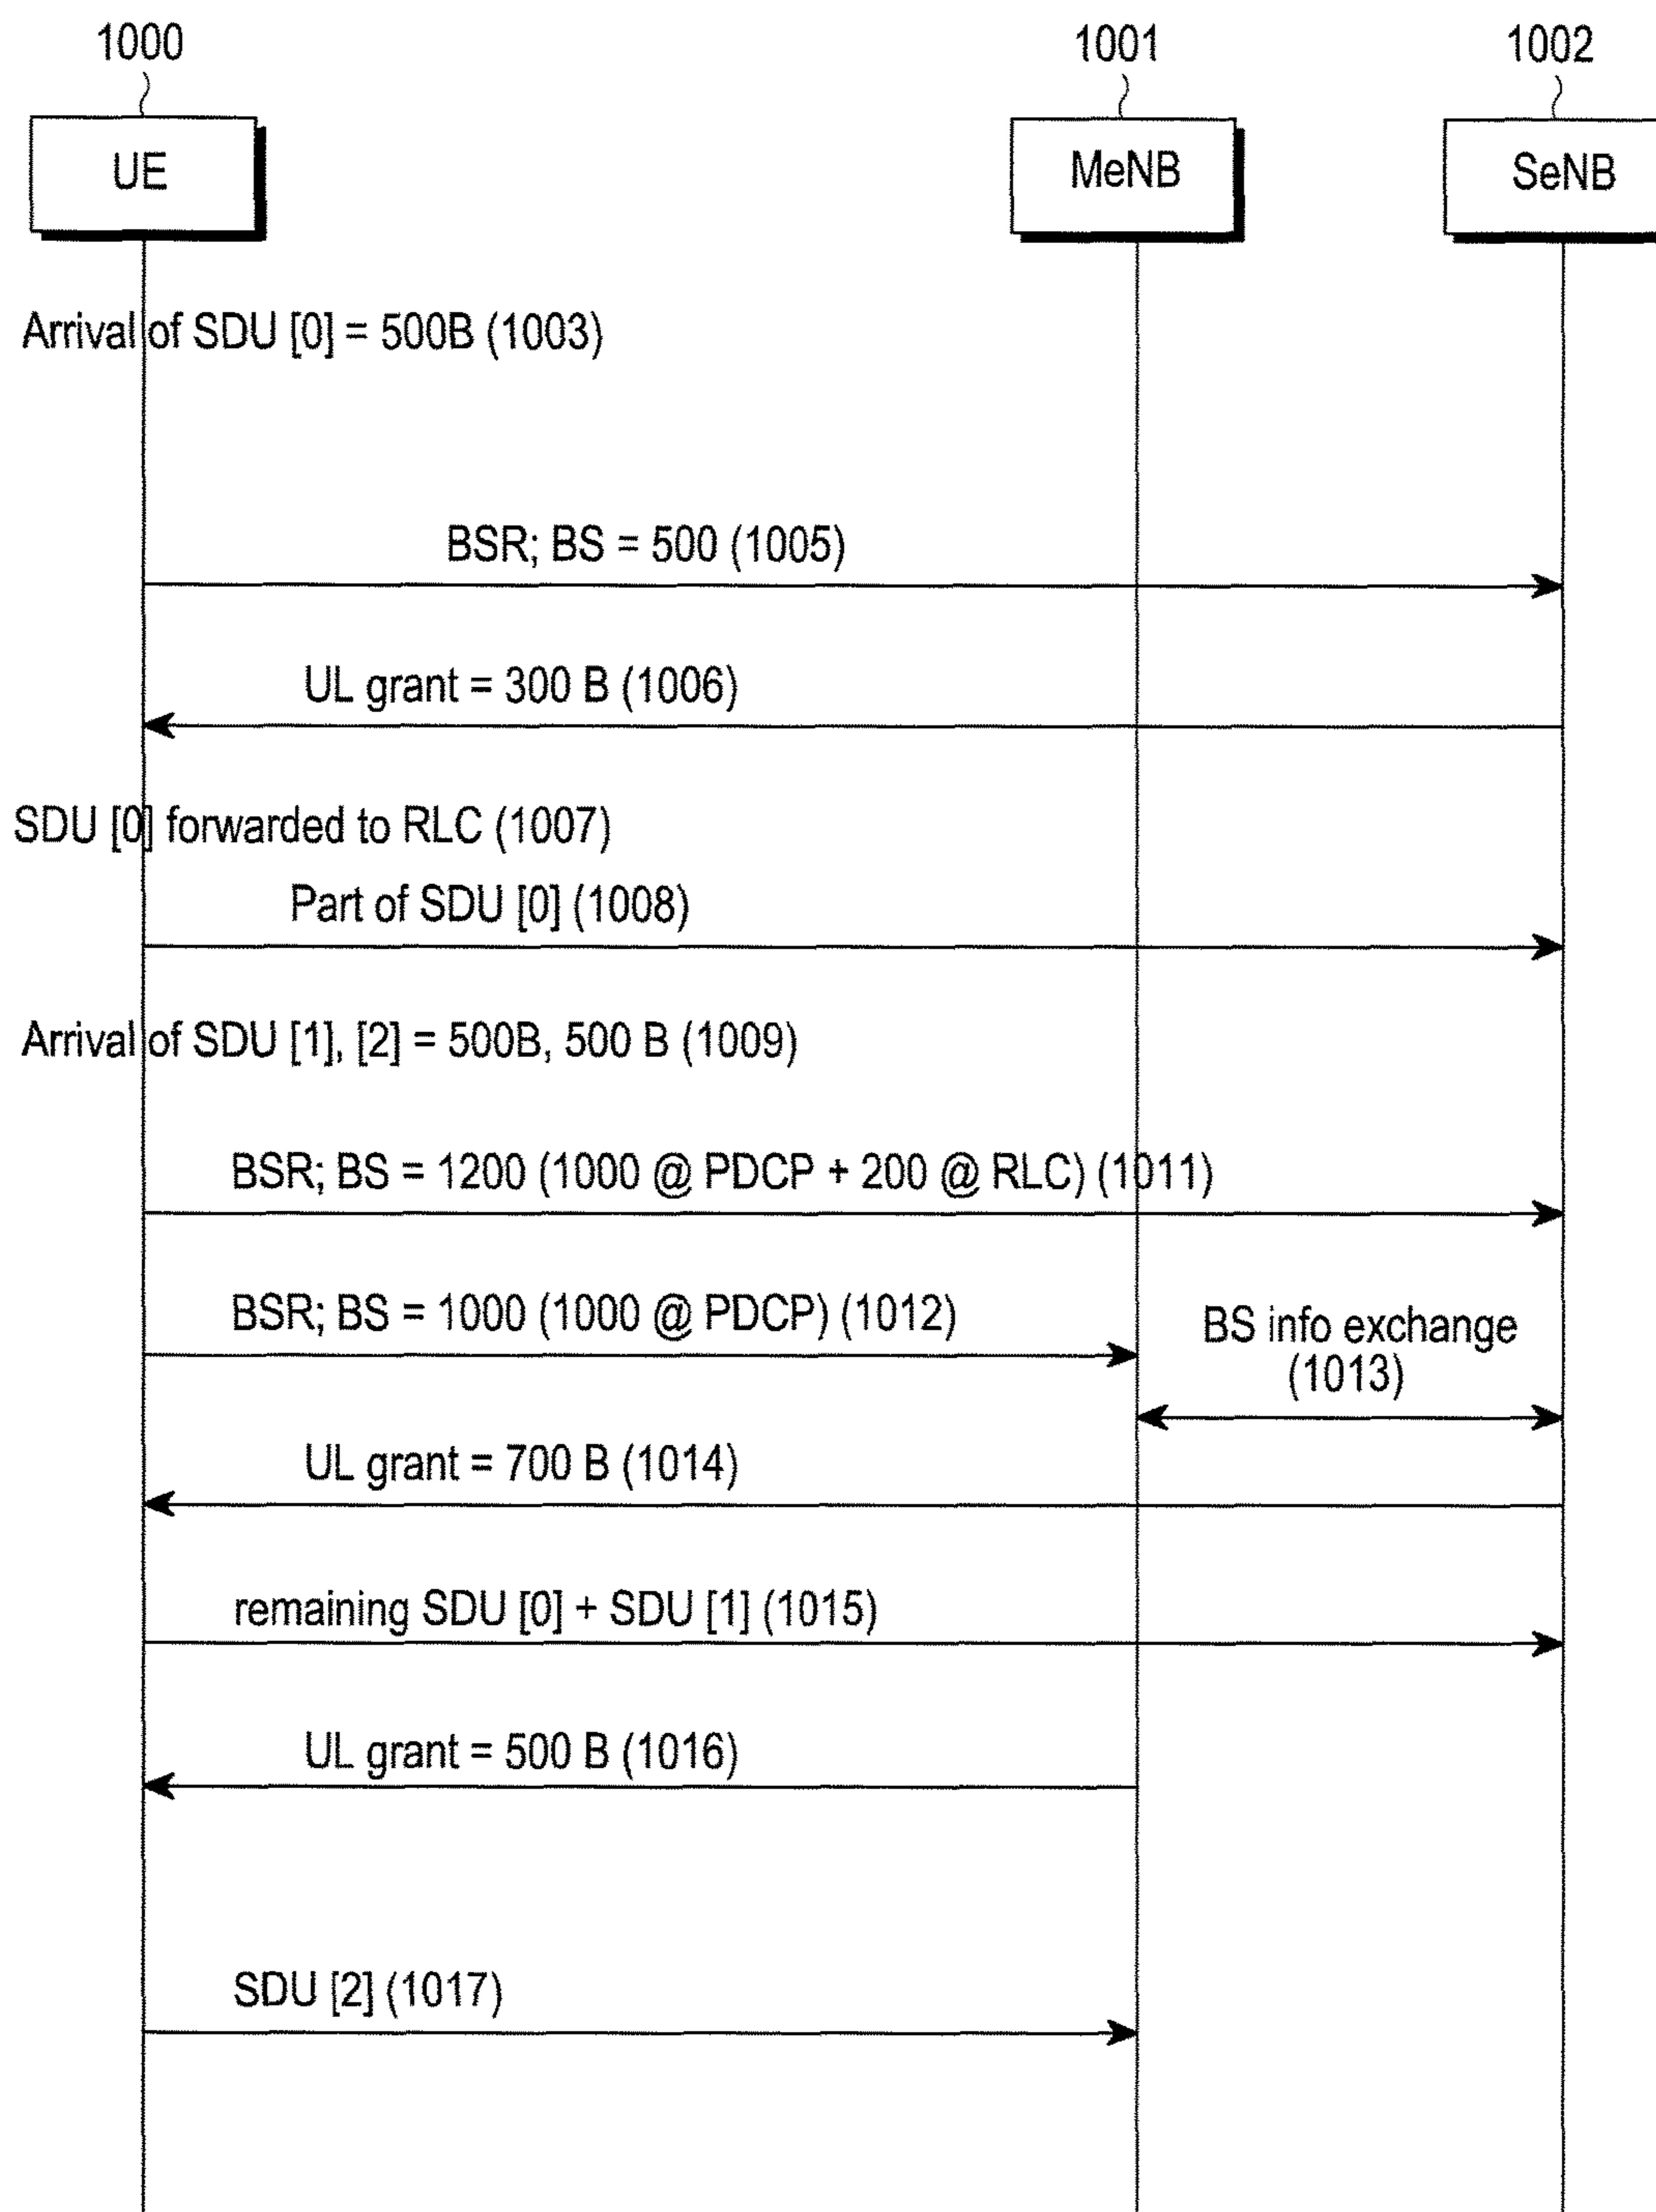 1000
1001
1002
UE
MeNB
SeNB
Arrival of SDU [0] = 500B (1003)
BSR; BS = 500 (1005)
UL grant = 300 B (1006)
SDU [0] forwarded to RLC (1007)
Part of SDU [0] (1008)
Arrival of SDU [1], [2] = 500B, 500 B (1009)
BSR; BS = 1200 (1000 @ PDCP + 200 @ RLC) (1011)
BSR; BS = 1000 (1000 @ PDCP) (1012)
BS info exchange
(1013)
UL grant = 700 B (1014)
remaining SDU [0] + SDU [1] (1015)
UL grant = 500 B (1016)
SDU [2] (1017)